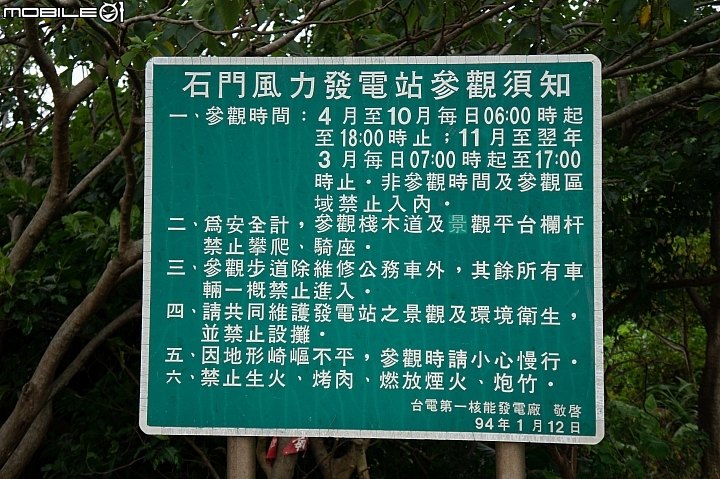 MOBILE01
石門風力發電站參觀須知
一、參觀時間：4月至10月每日06:00時起
至18:00時止；11月至翌年
3月每日07:00時起至17:00
時止。非參觀時間及參觀區
域禁止入內。
二、為安全計，參觀棧木道及景觀平台欄杆
禁止攀爬、騎座。
三、參觀步道除維修公務車外，其餘所有車
輛一概禁止進入。
四、請共同維護發電站之景觀及環境衛生，
並禁止設攤。
五、因地形崎嶇不平，參觀時請小心慢行。
六、禁止生火、烤肉、燃放煙火、炮竹。
台電第一核能發電廠 敬啓
94年1月12日